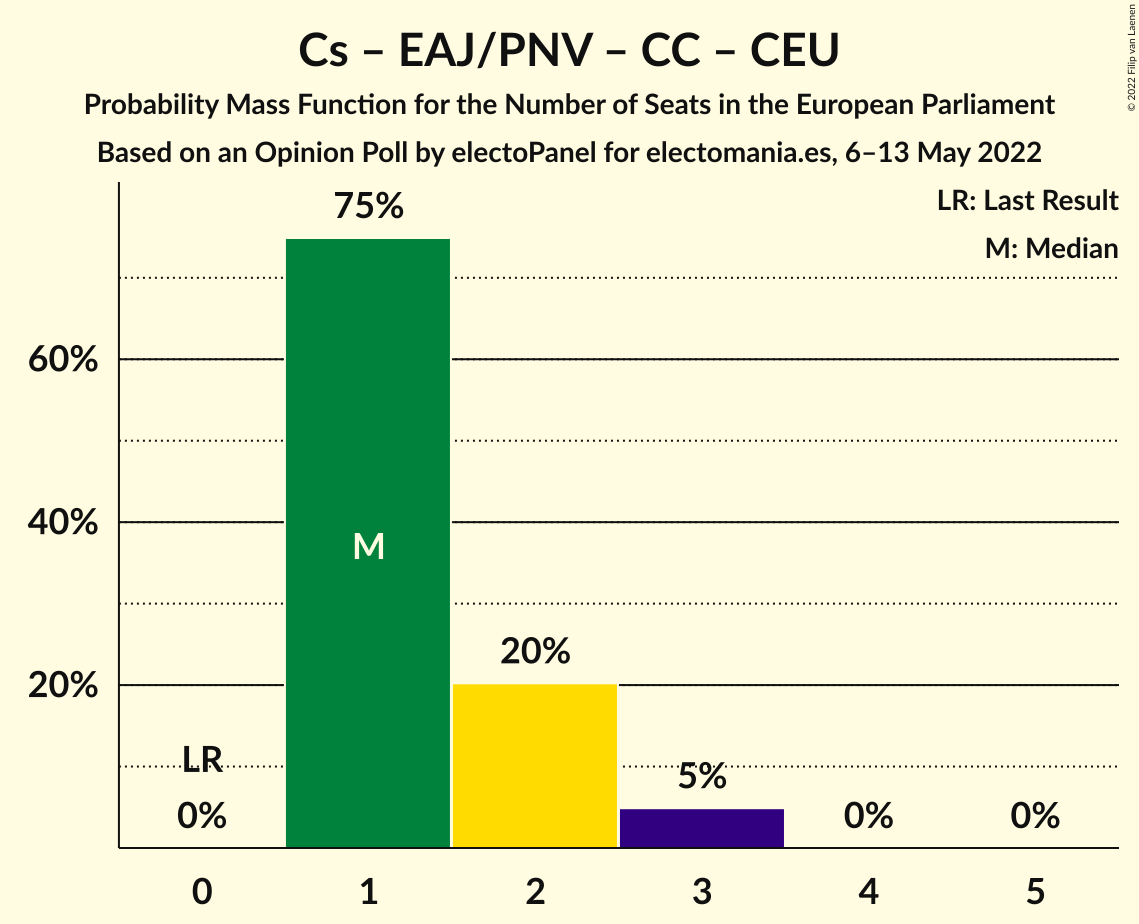 Cs – EAJ/PNV – CC – CEU
Probability Mass Function for the Number of Seats in the European Parliament
Based on an Opinion Poll by electoPanel for electomania.es, 6–13 May 2022
© 2022 Filip van Laenen
LR: Last Result
M: Median
75%
60%
40%
M
20%
20%
LR
5%
0%
0%
0%
0 1 2 3 4 5